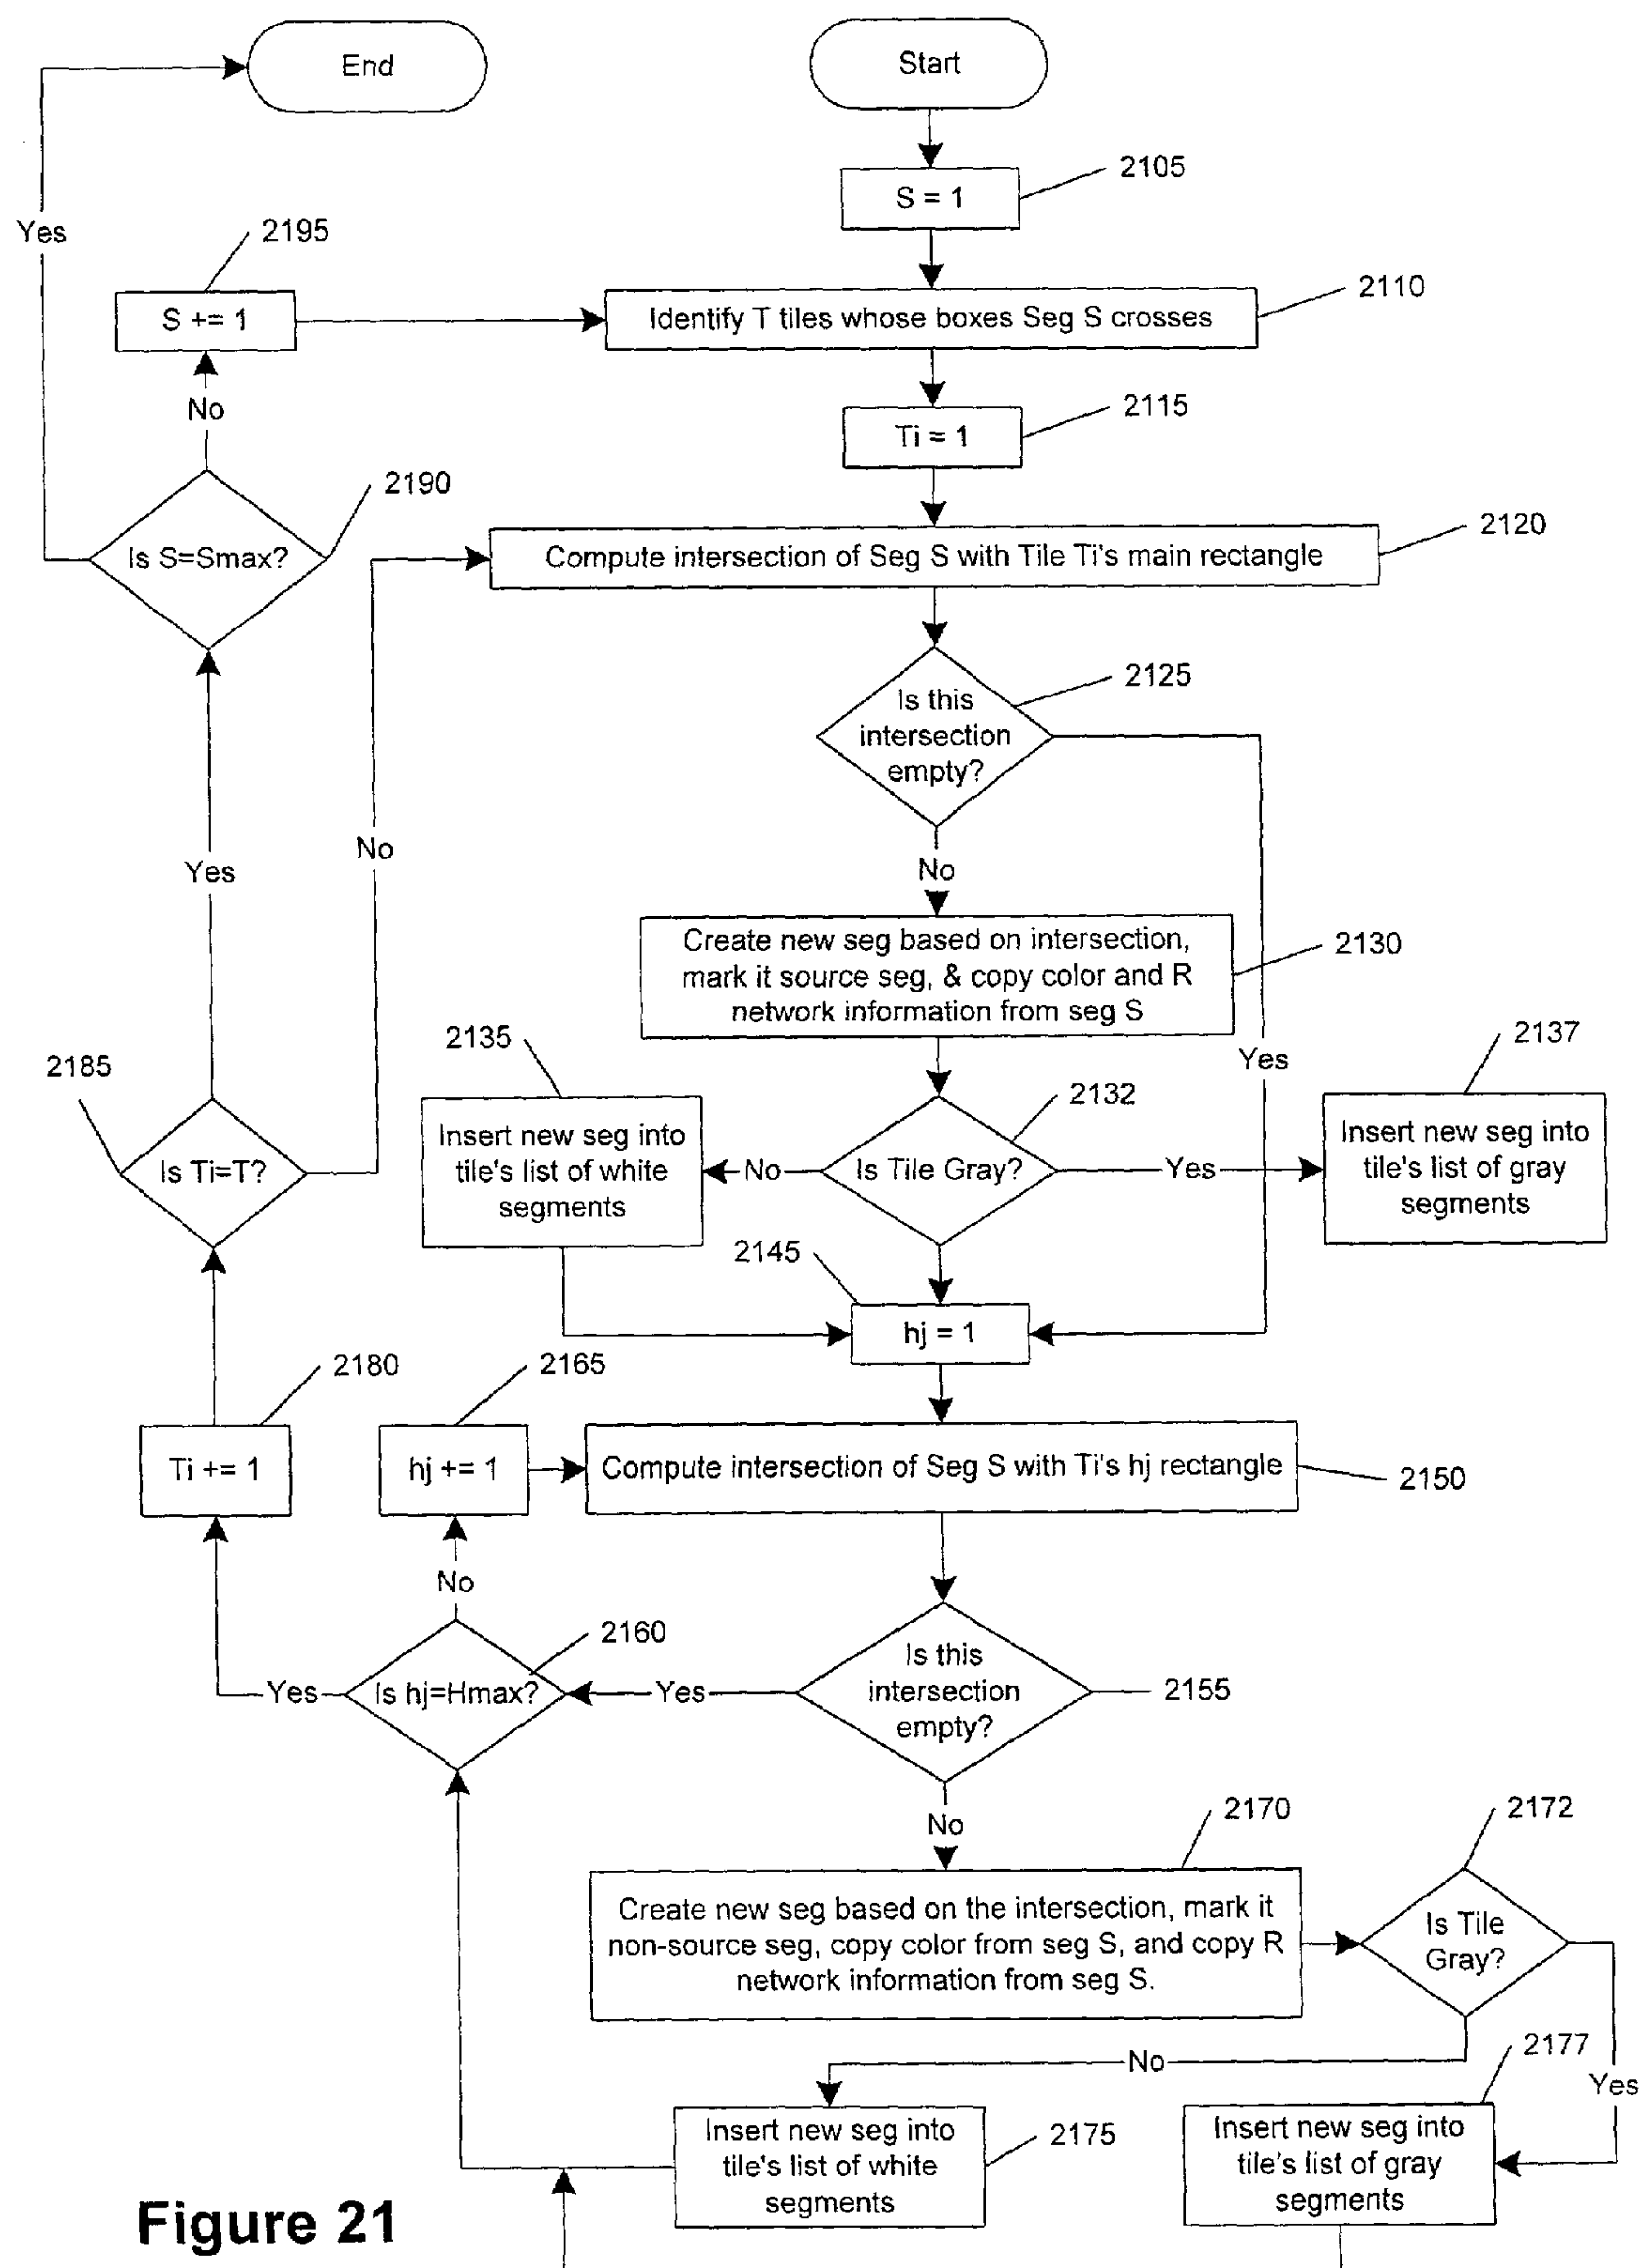 End
Start
2105
S = 1
Yes
2195
S += 1
2110
Identify T tiles whose boxes Seg S crosses
No
2115
Ti = 1
2190
Is S=Smax?
2120
Compute intersection of Seg S with Tile Ti's main rectangle
2125
Is this
intersection
empty?
No
Yes
No
Create new seg based on intersection,
mark it source seg, & copy color and R
network information from seg S
2130
2135
Yes
2137
2185
2132
Insert new seg into
tile's list of white
segments
No
Is Tile Gray?
Yes
Insert new seg into
tile's list of gray
segments
Is Ti=T?
2145
hj = 1
2180
2165
Ti += 1
hj += 1
Compute intersection of Seg S with Ti's hj rectangle
2150
No
2160
Is this
intersection
empty?
2155
Yes
Is hj=Hmax?
Yes
No
2170
2172
Create new seg based on the intersection, mark it
non-source seg, copy color from seg S, and copy R
network information from seg S.
Is Tile
Gray?
No
2177
Yes
Insert new seg into
tile's list of white
segments
2175
Insert new seg into
tile's list of gray
segments
Figure 21